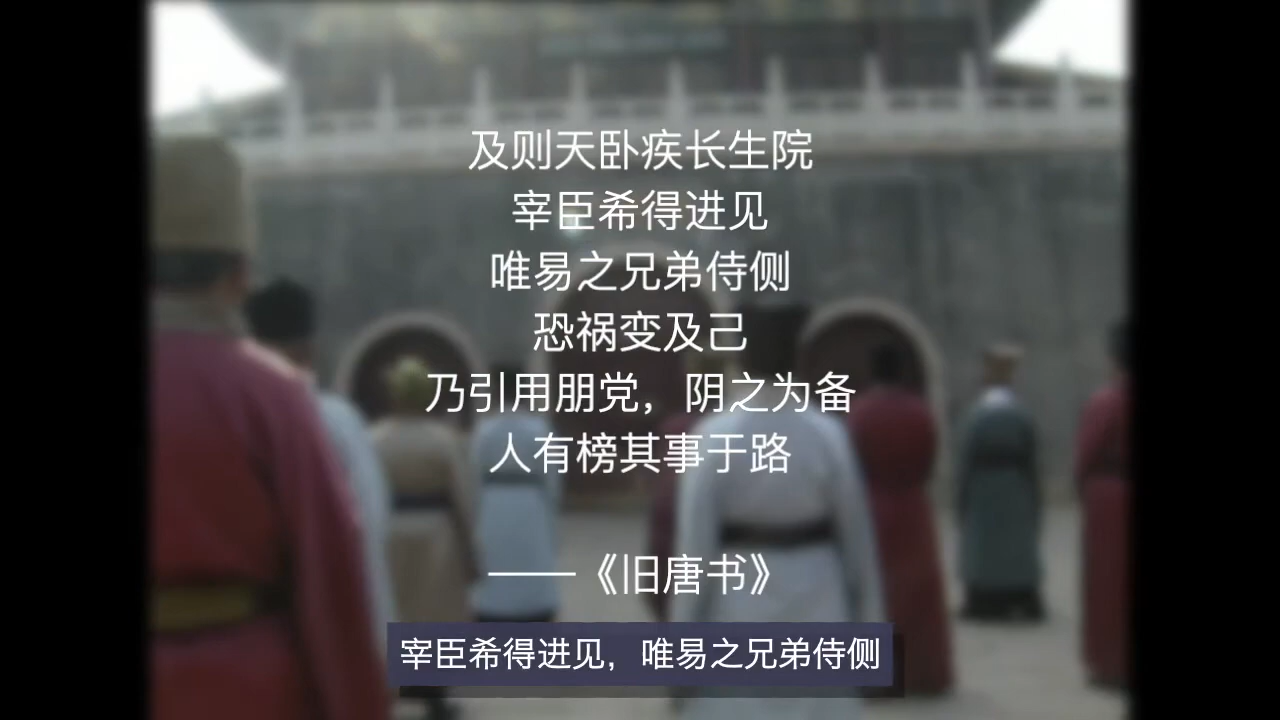 及则天卧疾长生院
宰臣希得进见
唯易之兄弟侍侧
恐祸变及己
乃引用朋党，阴之为备
人有榜其事于路
——《旧唐书》
宰臣希得进见，唯易之兄弟侍侧